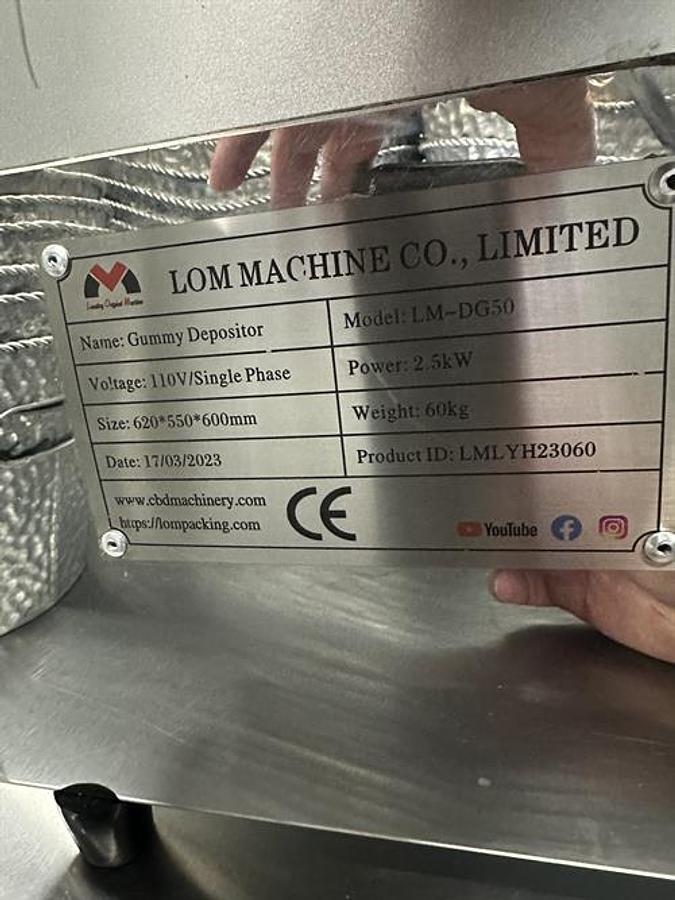 LOM MACHINE CO., LIMITED
Name: Gummy Depositor
Model: LM-DG50
Voltage: 110V/Single Phase
Power: 2.5kW
Size: 620*550*600mm
Weight: 60kg
Date: 17/03/2023
Product ID: LMLYH23060
www.cbdmachinery.com
https://lompacking.com
CE
YouTube